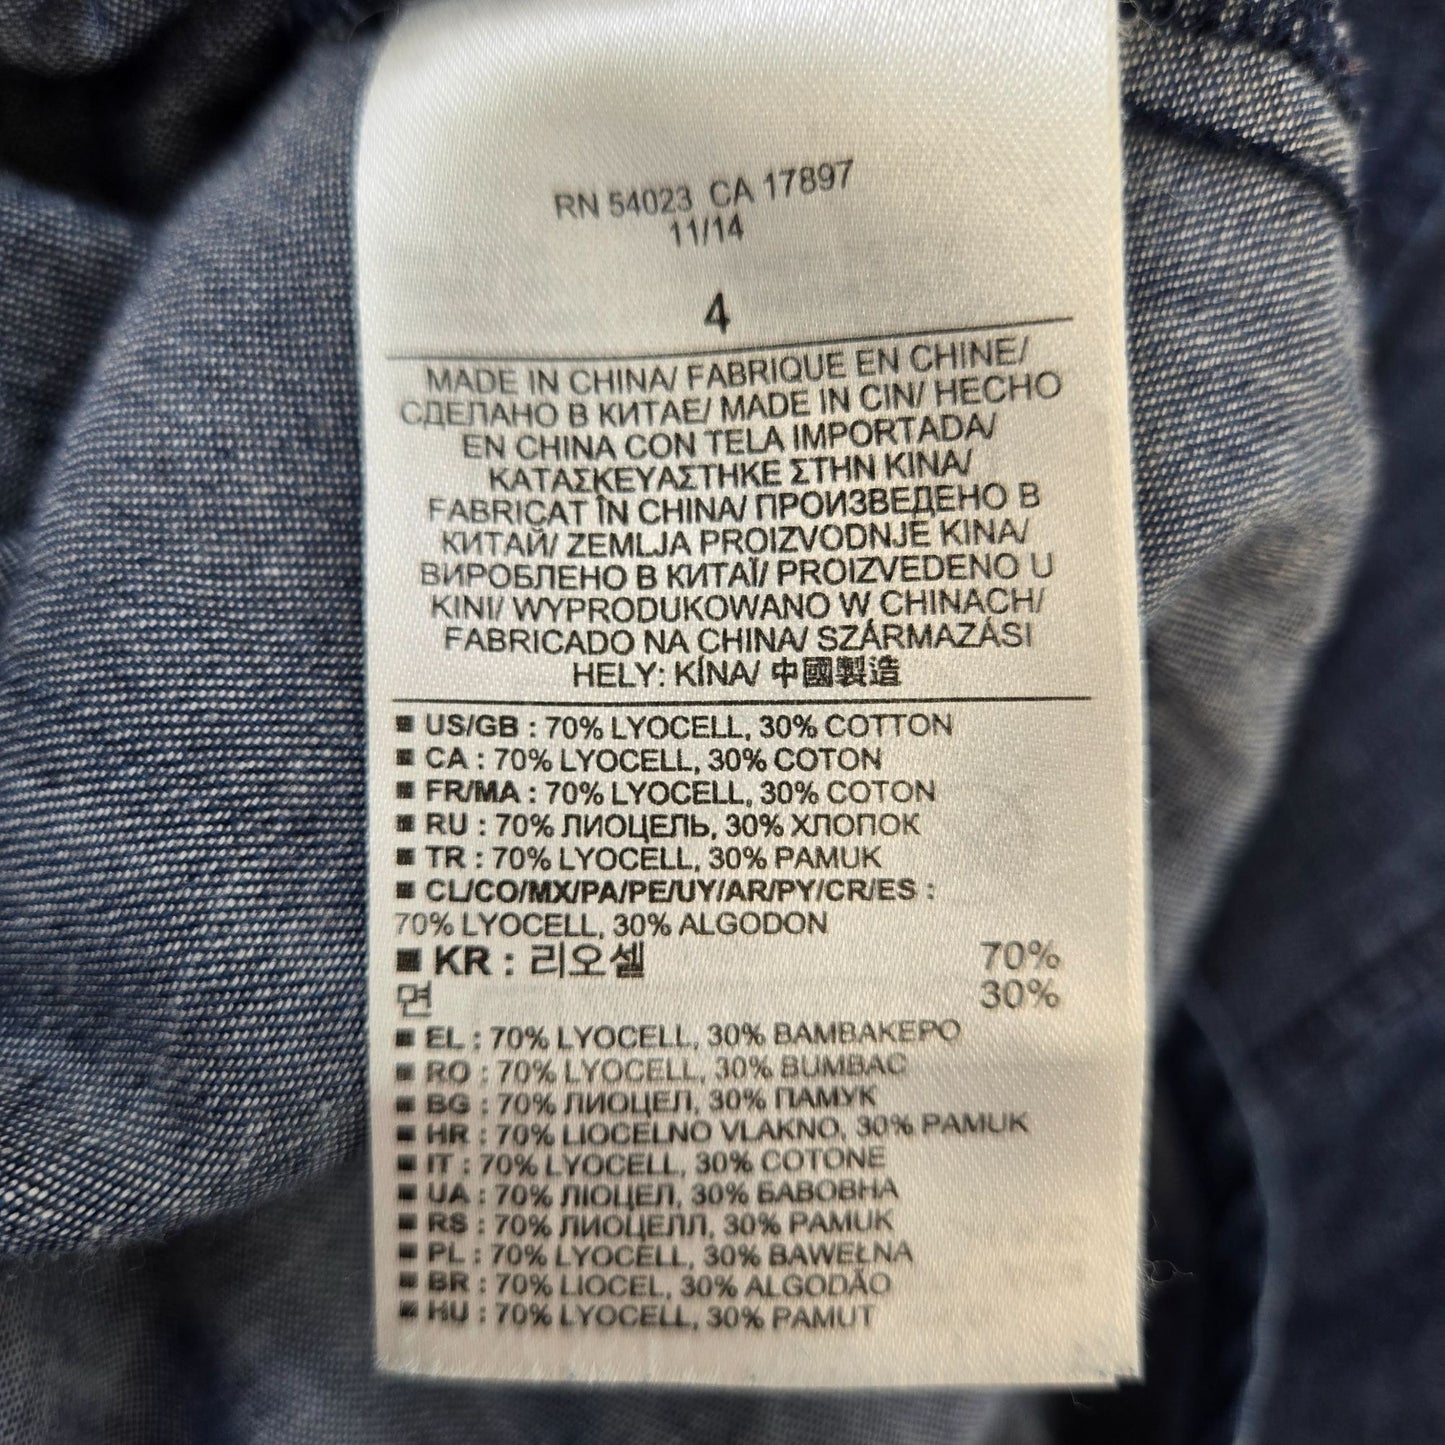 RN 54023 CA 17897
11/14
4
MADE IN CHINA/ FABRIQUE EN CHINE/
СДЕЛАНО В КИТАЕ/ MADE IN CIN/ HECHO
EN CHINA CON TELA IMPORTADA/
ΚΑΤΑΣΚΕΥΑΣΤΗΚΕ ΣΤΗΝ ΚΙΝΑ/
FABRICAT ÎN CHINA/ ПРОИЗВЕДЕНО В
КИТАЙ/ ZEMLJA PROIZVODNJE KINA/
ВИРОБЛЕНО В КИТАЇ/ PROIZVEDENO U
KINI/ WYPRODUKOWANO W CHINACH/
FABRICADO NA CHINA/ SZÁRMAZÁSI
HELY: KÍNA/ 中國製造
■ US/GB : 70% LYOCELL, 30% COTTON
■ CA : 70% LYOCELL, 30% COTON
■ FR/MA : 70% LYOCELL, 30% COTON
■ RU : 70% ЛИОЦЕЛЬ, 30% ХЛОПОК
■ TR : 70% LYOCELL, 30% PAMUK
■ CL/CO/MX/PA/PE/UY/AR/PY/CR/ES :
70% LYOCELL, 30% ALGODON
■ KR : 리오셀 70%
면 30%
■ EL : 70% LYOCELL, 30% ΒΑΜΒΑΚΕΡΟ
■ RO : 70% LYOCELL, 30% BUMBAC
■ BG : 70% ЛИОЦЕЛ, 30% ПАМУК
■ HR : 70% LIOCELNO VLAKNO, 30% PAMUK
■ IT : 70% LYOCELL, 30% COTONE
■ UA : 70% ЛІОЦЕЛ, 30% БАВОВНА
■ RS : 70% ЛИОЦЕЛЛ, 30% PAMUK
■ PL : 70% LYOCELL, 30% BAWEŁNA
■ BR : 70% LIOCEL, 30% ALGODÃO
■ HU : 70% LYOCELL, 30% PAMUT